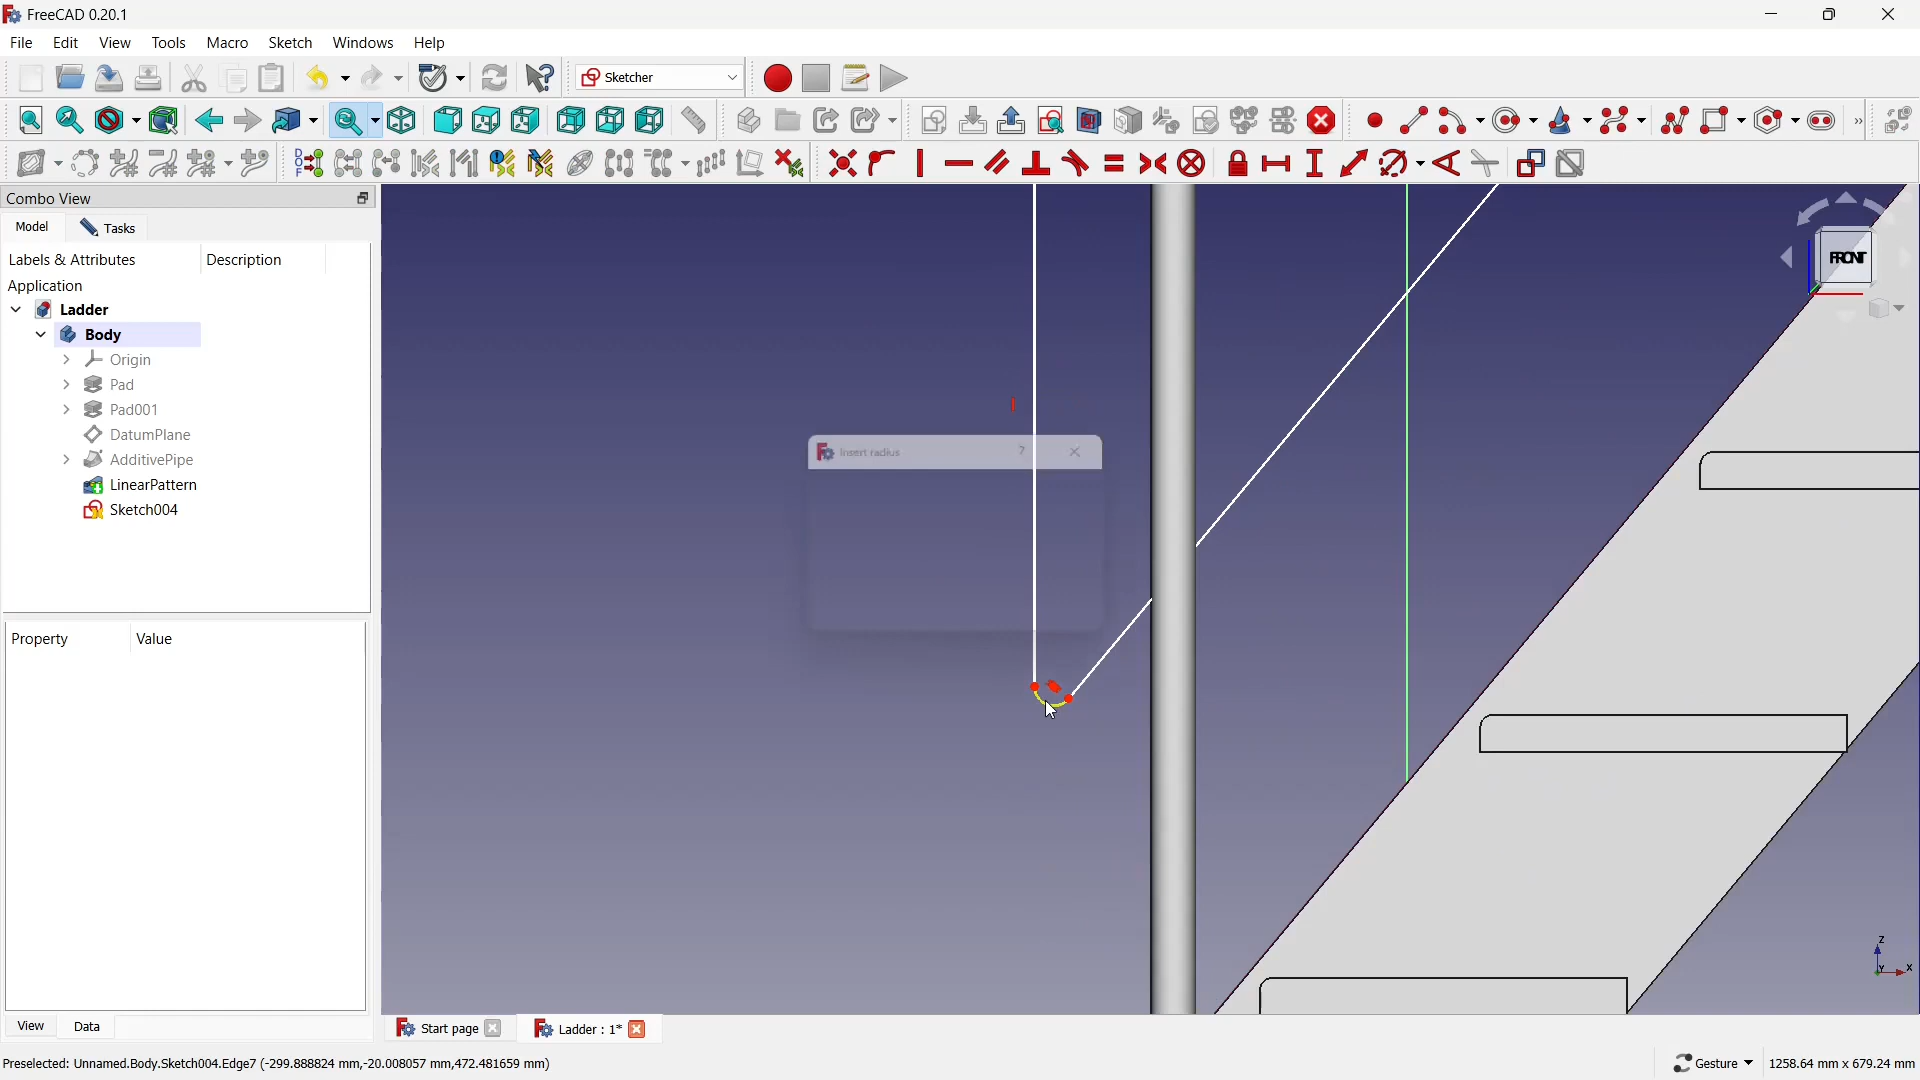 FreeCAD 0.20.1
File Edit View Tools Macro Sketch Windows Help
Sketcher
Combo View
Model Tasks
Labels & Attributes Description
Application
Ladder
Body
Origin
Pad
Pad001
DatumPlane
AdditivePipe
LinearPattern
Sketch004
Property Value
View Data
Insert radius ?
FRONT
Z
Y X
Start page
Ladder : 1*
Preselected: Unnamed.Body.Sketch004.Edge7 (-299.888824 mm,-20.008057 mm,472.481659 mm)
Gesture 1258.64 mm x 679.24 mm